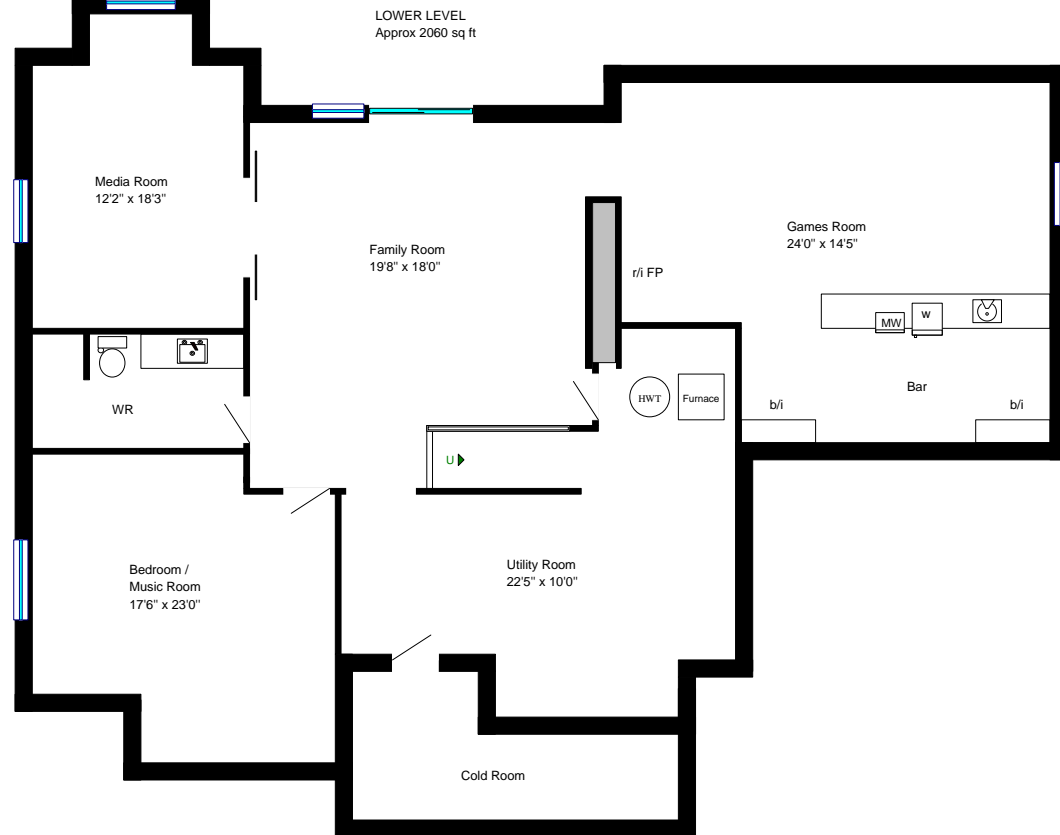 LOWER LEVEL
Approx 2060 sq ft
Media Room
12'2" x 18'3"
Family Room
19'8" x 18'0"
Games Room
24'0" x 14'5"
r/i FP
MW
W
Bar
b/i
b/i
HWT
Furnace
WR
U
Bedroom /
Music Room
17'6" x 23'0"
Utility Room
22'5" x 10'0"
Cold Room